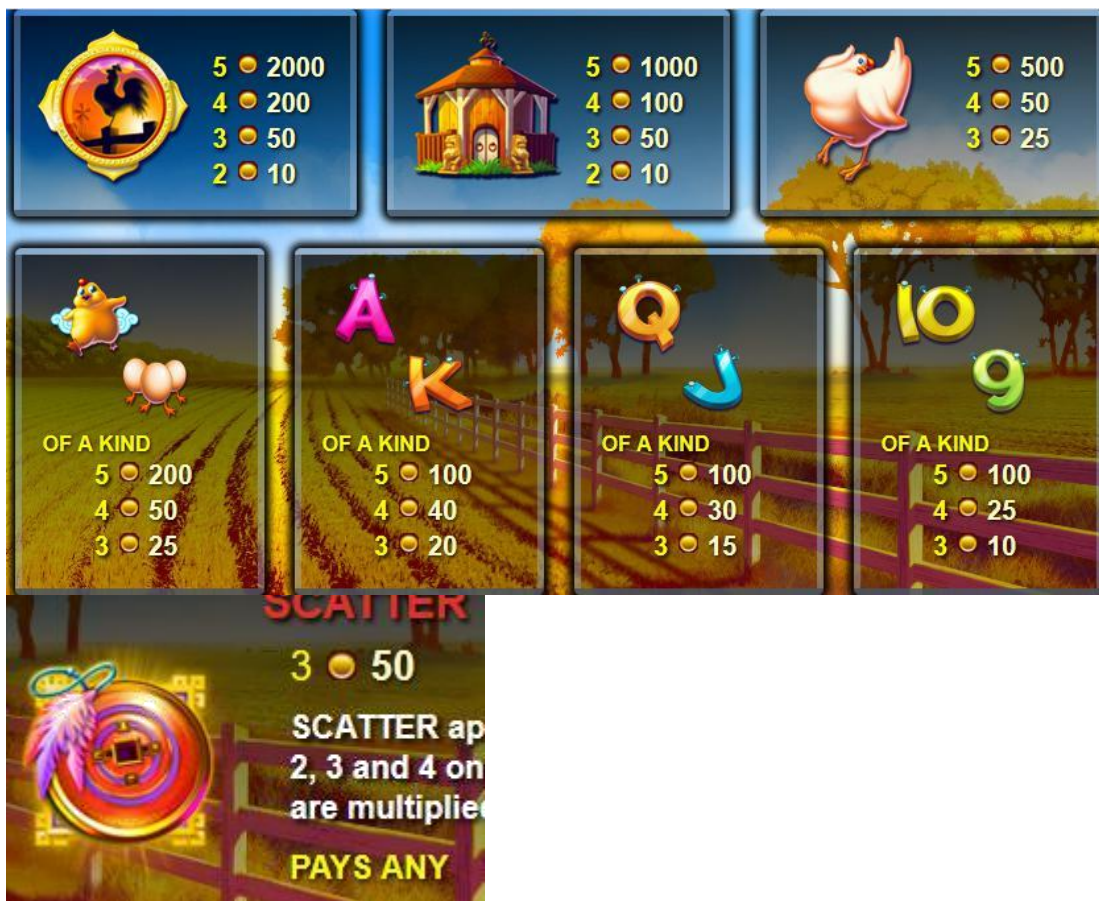 5 2000
4 200
3 50
2 10
5 1000
4 100
3 50
2 10
5 500
4 50
3 25
OF A KIND
5 200
4 50
3 25
A
K
OF A KIND
5 100
4 40
3 20
Q
J
OF A KIND
5 100
4 30
3 15
10
9
OF A KIND
5 100
4 25
3 10
SCATTER
3 50
SCATTER ap
2, 3 and 4 on
are multiplie
PAYS ANY